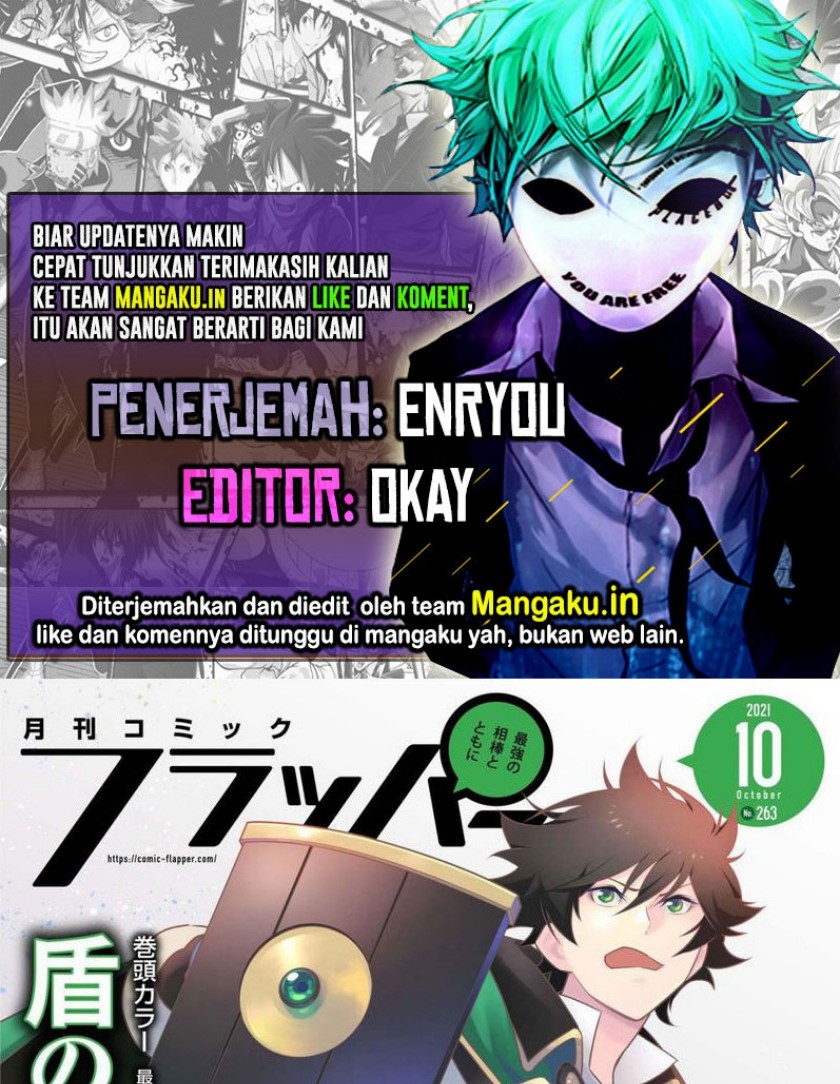 BIAR UPDATENYA MAKIN
CEPAT TUNJUKKAN TERIMAKASIH KALIAN
KE TEAM MANGAKU.in BERIKAN LIKE DAN KOMENT,
ITU AKAN SANGAT BERARTI BAGI KAMI
PLACEBOE
YOU ARE FREE
PENERJEMAH: ENRYOU
EDITOR: OKAY
Diterjemahkan dan diedit oleh team Mangaku.in
like dan komennya ditunggu di mangaku yah, bukan web lain.
月刊コミック
フラッパー
最強の
相棒と
ともに
2021
10
October
No. 263
https://comic-flapper.com/
巻頭カラー 最
盾の